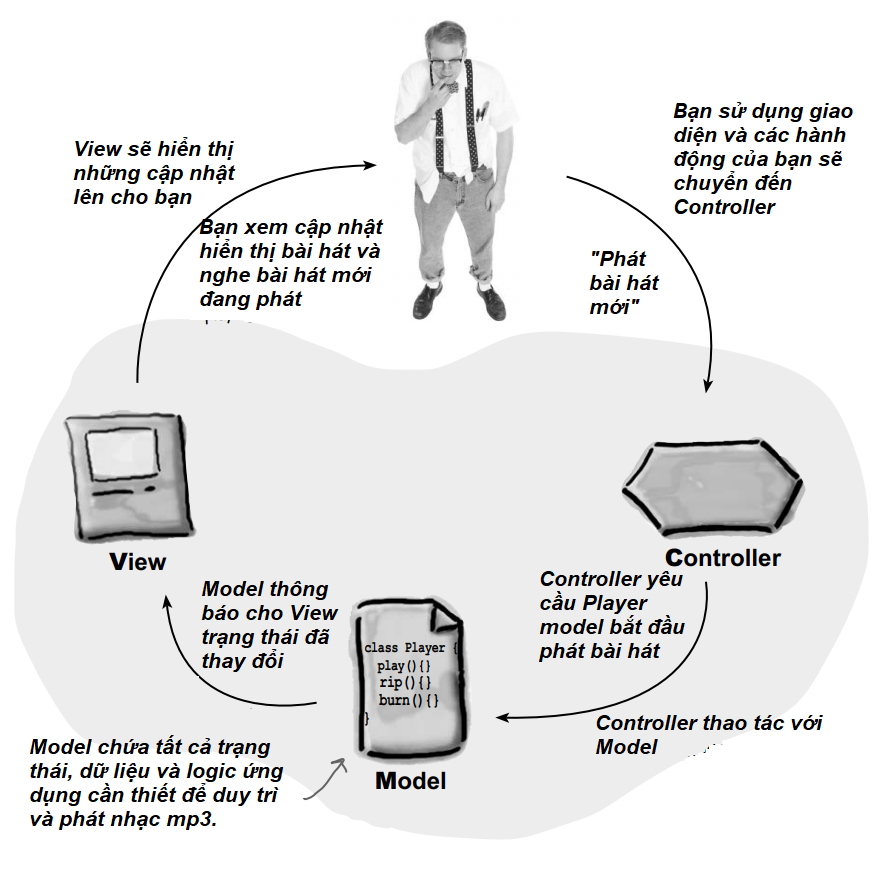 View sẽ hiển thị
những cập nhật
lên cho bạn
Bạn xem cập nhật
hiển thị bài hát và
nghe bài hát mới
đang phát
Bạn sử dụng giao
diện và các hành
động của bạn sẽ
chuyển đến
Controller
"Phát
bài hát
mới"
View
Controller
Model thông
báo cho View
trạng thái đã
thay đổi
Controller yêu
cầu Player
model bắt đầu
phát bài hát
class Player {
play(){}
rip(){}
burn(){}
}
Controller thao tác với
Model
Model chứa tất cả trạng
thái, dữ liệu và logic ứng
dụng cần thiết để duy trì
và phát nhạc mp3.
Model